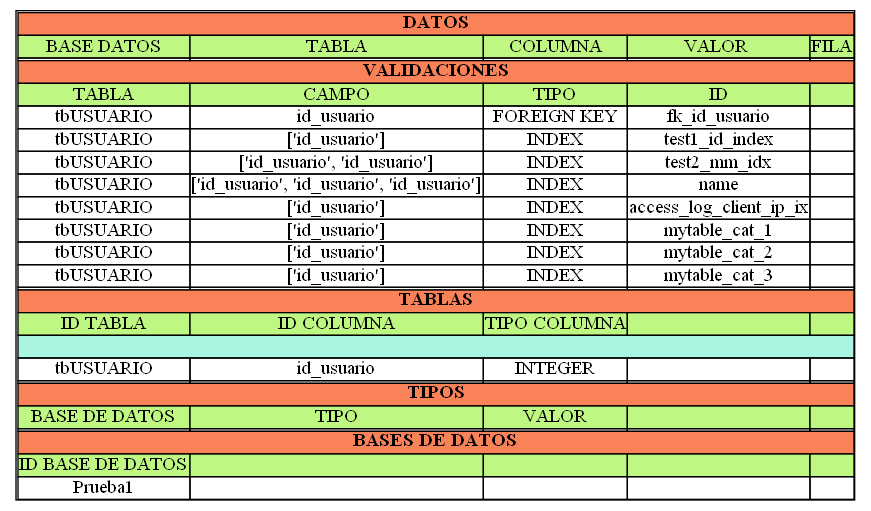 DATOS
BASE DATOS TABLA COLUMNA VALOR FILA
VALIDACIONES
TABLA CAMPO TIPO ID
tbUSUARIO id_usuario FOREIGN KEY fk_id_usuario
tbUSUARIO ['id_usuario'] INDEX test1_id_index
tbUSUARIO ['id_usuario', 'id_usuario'] INDEX test2_mm_idx
tbUSUARIO ['id_usuario', 'id_usuario', 'id_usuario'] INDEX name
tbUSUARIO ['id_usuario'] INDEX access_log_client_ip_ix
tbUSUARIO ['id_usuario'] INDEX mytable_cat_1
tbUSUARIO ['id_usuario'] INDEX mytable_cat_2
tbUSUARIO ['id_usuario'] INDEX mytable_cat_3
TABLAS
ID TABLA ID COLUMNA TIPO COLUMNA
tbUSUARIO id_usuario INTEGER
TIPOS
BASE DE DATOS TIPO VALOR
BASES DE DATOS
ID BASE DE DATOS
Prueba1